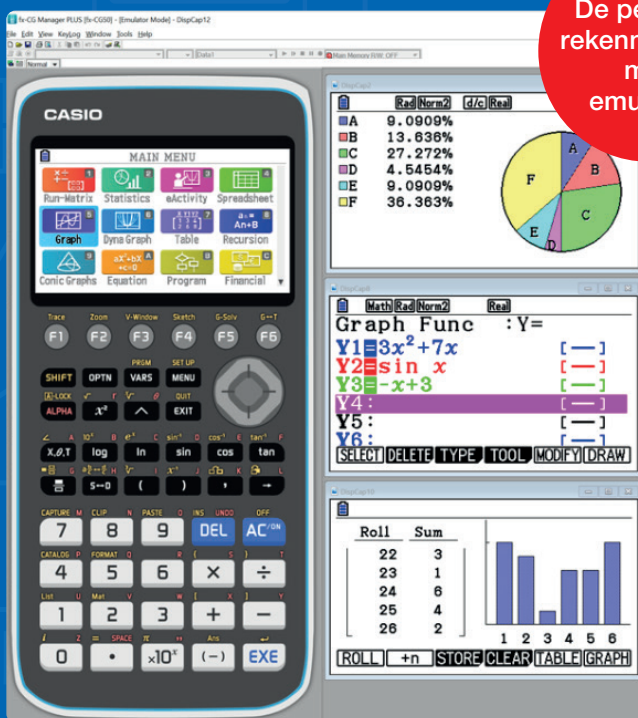 fx-CG Manager PLUS [fx-CG50] - [Emulator Mode] - DispCap12
File Edit View KeyLog Window Tools Help
[Data1]
Main Memory R/W: OFF
Normal
De pe
rekenn
m
emu
CASIO
MAIN MENU
Run-Matrix Statistics eActivity Spreadsheet
Graph Dyna Graph Table Recursion
Conic Graphs Equation Program Financial
Trace Zoom V-Window Sketch G-Solv G↔T
F1 F2 F3 F4 F5 F6
PRGM SET UP
SHIFT OPTN VARS MENU
A-LOCK QUIT
ALPHA x² ^ EXIT
X,θ,T log ln sin cos tan
S↔D ( ) , →
CAPTURE M CLIP N PASTE O INS UNDO OFF
7 8 9 DEL AC/ON
CATALOG P FORMAT Q R { S } T
4 5 6 × ÷
List U Mat V W [ X ] Y
1 2 3 + −
i Z = SPACE π Ans
0 • ×10ˣ (−) EXE
DispCap2
Rad Norm2 d/c Real
A 9.0909%
B 13.636%
C 27.272%
D 4.5454%
E 9.0909%
F 36.363%
A
B
C
D
E
F
Math Rad Norm2 Real
Graph Func :Y=
Y1=3x²+7x [—]
Y2=sin x [—]
Y3=-x+3 [—]
Y4: [—]
Y5: [—]
Y6: [—]
SELECT DELETE TYPE TOOL MODIFY DRAW
Roll Sum
22 3
23 1
24 6
25 4
26 2
1 2 3 4 5 6
ROLL +n STORE CLEAR TABLE GRAPH